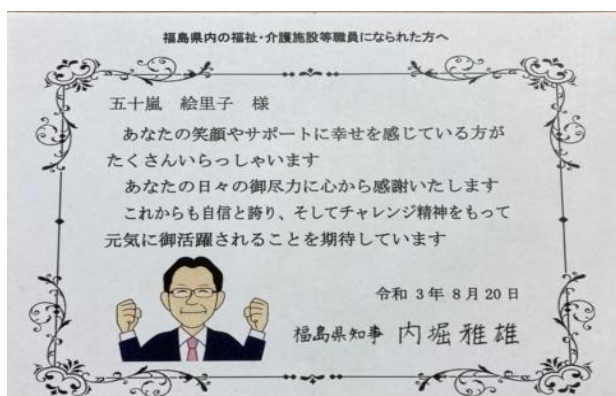 福島県内の福祉・介護施設等職員になられた方へ
五十嵐 絵里子 様
あなたの笑顔やサポートに幸せを感じている方が
たくさんいらっしゃいます
あなたの日々の御尽力に心から感謝いたします
これからも自信と誇り、そしてチャレンジ精神をもって
元気に御活躍されることを期待しています
令和 3 年 8 月 20 日
福島県知事 内堀雅雄